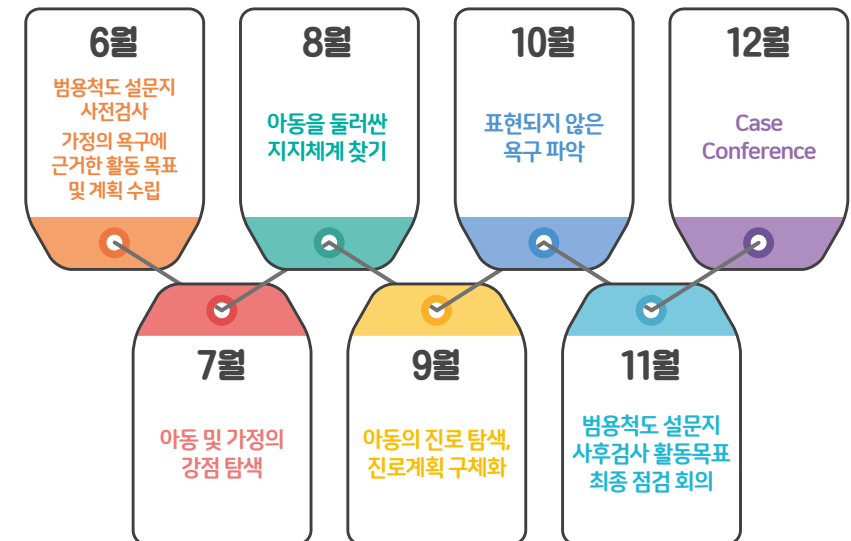 6월
범용척도 설문지
사전검사
가정의 욕구에
근거한 활동 목표
및 계획 수립
7월
아동 및 가정의
강점 탐색
8월
아동을 둘러싼
지지체계 찾기
9월
아동의 진로 탐색,
진로계획 구체화
10월
표현되지 않은
욕구 파악
11월
범용척도 설문지
사후검사 활동목표
최종 점검 회의
12월
Case
Conference